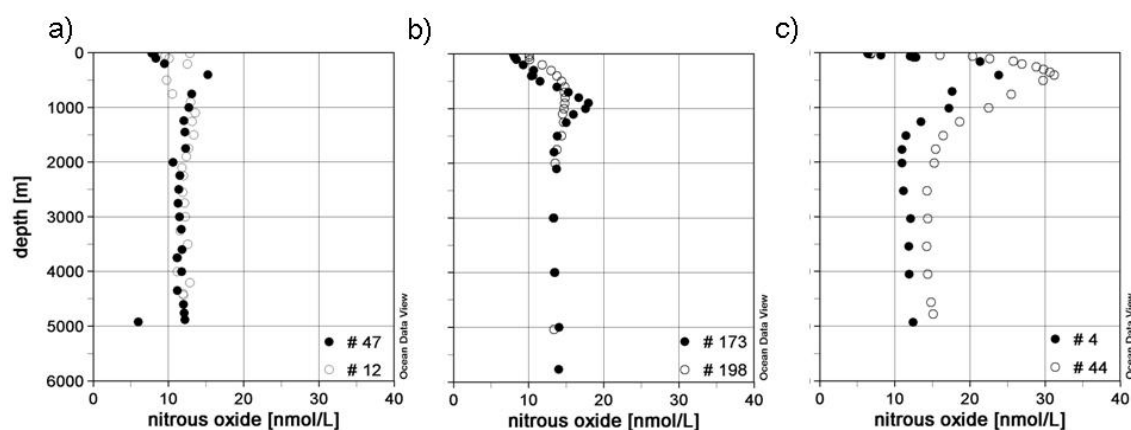 a)
b)
c)
0
1000
2000
3000
4000
5000
6000
depth [m]
0 10 20 30 40
nitrous oxide [nmol/L]
# 47
# 12
Ocean Data View
0 10 20 30 40
nitrous oxide [nmol/L]
# 173
# 198
Ocean Data View
0 10 20 30 40
nitrous oxide [nmol/L]
# 4
# 44
Ocean Data View